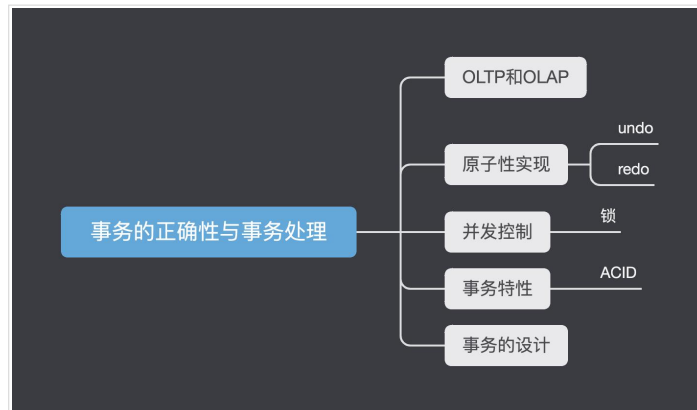 OLTP和OLAP
undo
原子性实现
redo
事务的正确性与事务处理
锁
并发控制
ACID
事务特性
事务的设计